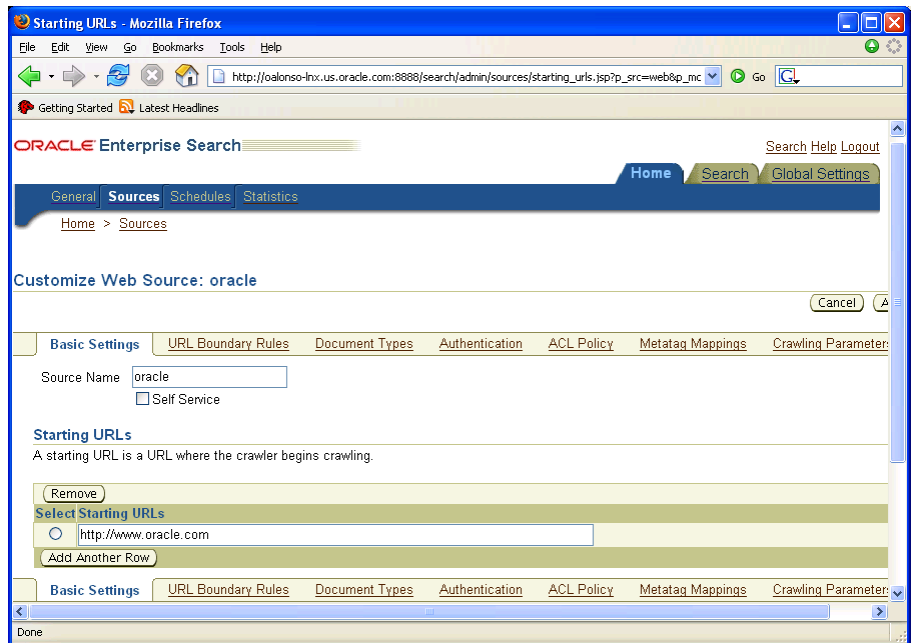 Starting URLs - Mozilla Firefox
File Edit View Go Bookmarks Tools Help
http://oalonso-lnx.us.oracle.com:8888/search/admin/sources/starting_urls.jsp?p_src=web&p_mc Go G
Getting Started Latest Headlines
ORACLE Enterprise Search
Search Help Logout
Home Search Global Settings
General Sources Schedules Statistics
Home > Sources
Customize Web Source: oracle
Cancel A
Basic Settings URL Boundary Rules Document Types Authentication ACL Policy Metatag Mappings Crawling Parameter
Source Name oracle
Self Service
Starting URLs
A starting URL is a URL where the crawler begins crawling.
Remove
Select Starting URLs
http://www.oracle.com
Add Another Row
Basic Settings URL Boundary Rules Document Types Authentication ACL Policy Metatag Mappings Crawling Parameter
Done